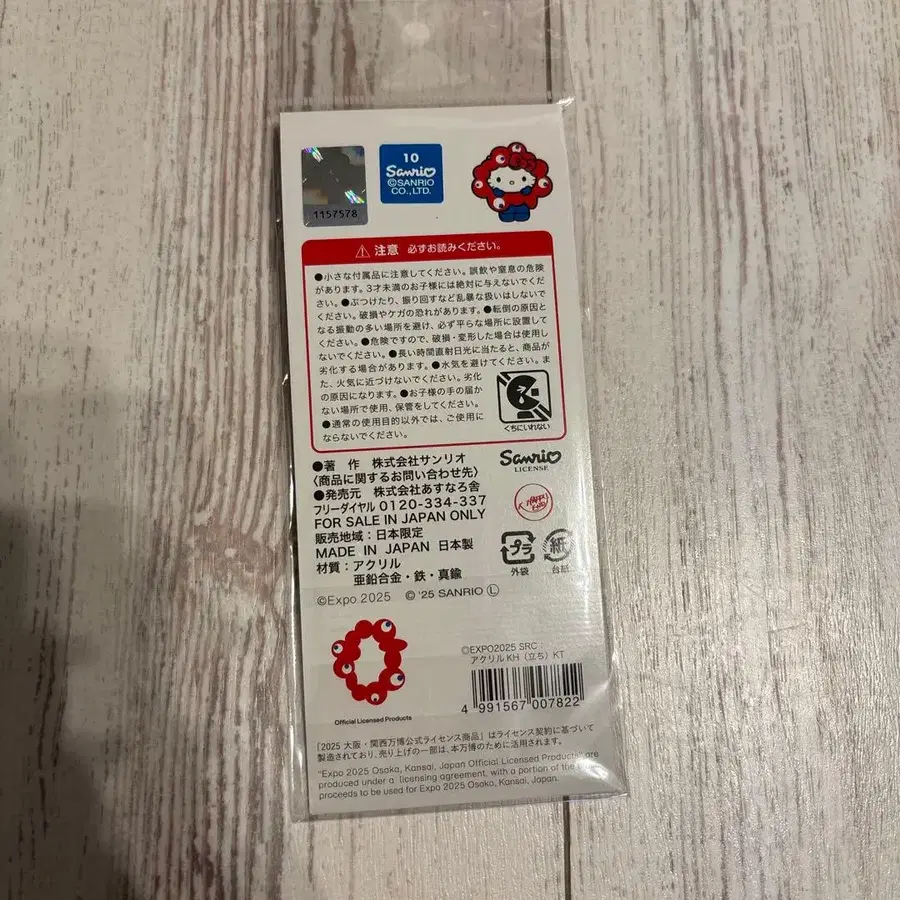 1157578
10
Sanrio
©SANRIO
CO.,LTD.
⚠注意 必ずお読みください。
●小さな付属品に注意してください。誤飲や窒息の危険
があります。3才未満のお子様には絶対に与えないでくだ
さい。●ぶつけたり、振り回すなど乱暴な扱いはしないで
ください。破損やケガの恐れがあります。●転倒の原因と
なる振動の多い場所を避け、必ず平らな場所に設置して
ください。●危険ですので、破損・変形した場合は使用し
ないでください。●長い時間直射日光に当たると、商品が
劣化する場合があります。●水気を避けてください。ま
た、火気に近づけないでください。劣化
の原因になります。●お子様の手の届か
ない場所で使用、保管をしてください。
●通常の使用目的以外では、ご使用に
ならないでください。
くちにいれない
●著 作 株式会社サンリオ
〈商品に関するお問い合わせ先〉
●発売元 株式会社あすなろ舎
フリーダイヤル 0120-334-337
FOR SALE IN JAPAN ONLY
販売地域：日本限定
MADE IN JAPAN 日本製
材質：アクリル
亜鉛合金・鉄・真鍮
©Expo 2025 © '25 SANRIO Ⓛ
Sanrio
LICENSE
プラ
外袋
紙
台紙
Official Licensed Products
©EXPO2025 SRC：
アクリルKH（立ち）KT
4 991567 007822
「2025 大阪・関西万博公式ライセンス商品」はライセンス契約に基づいて
製造されており、売り上げの一部は、本万博のために活用されます。
"Expo 2025 Osaka, Kansai, Japan Official Licensed Products" are
produced under a licensing agreement, with a portion of the
proceeds to be used for Expo 2025 Osaka, Kansai, Japan.